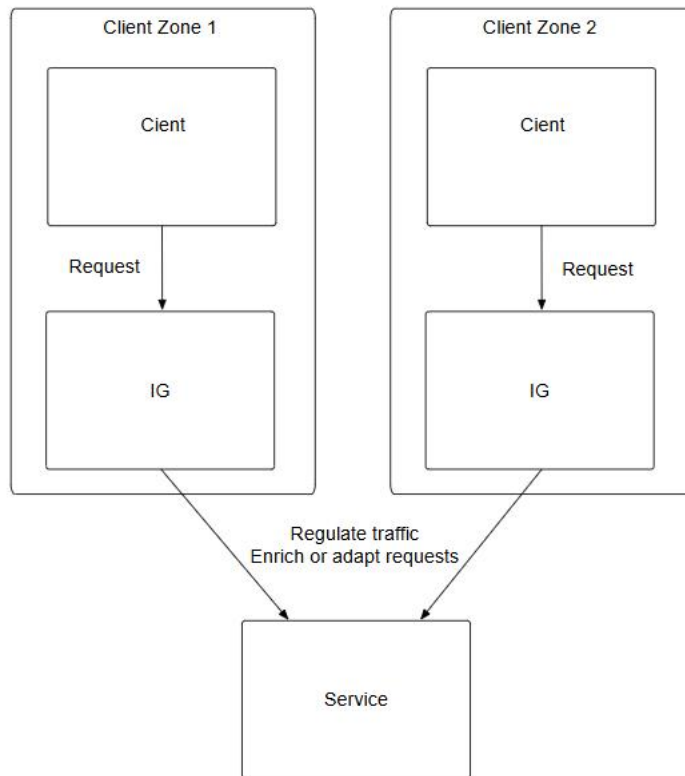 Client Zone 1
Client Zone 2
Cient
Cient
Request
Request
IG
IG
Regulate traffic
Enrich or adapt requests
Service